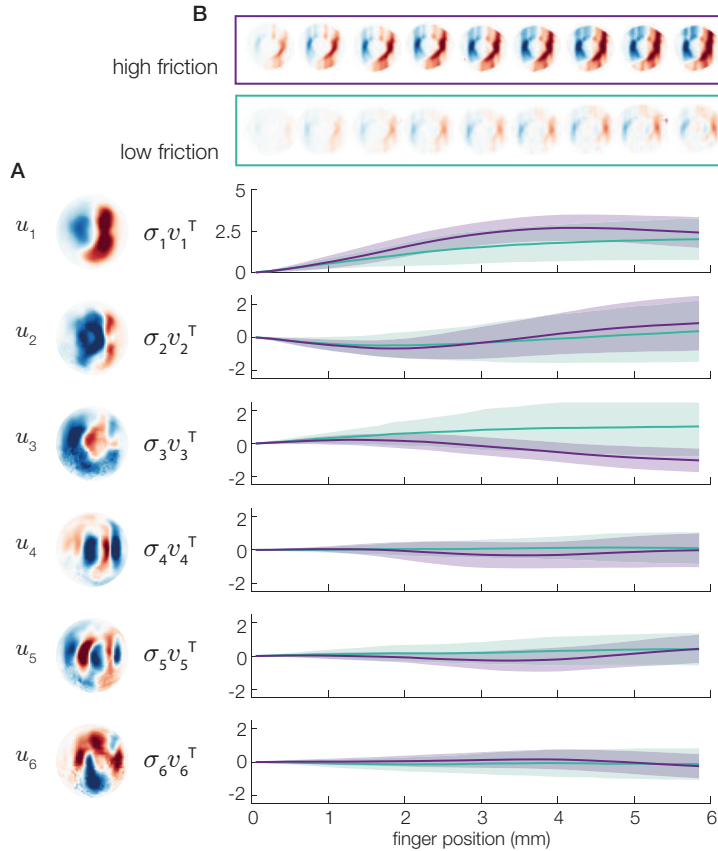 B
high friction
low friction
A
u1 σ1v1T 5 2.5 0
u2 σ2v2T 2 0 -2
u3 σ3v3T 2 0 -2
u4 σ4v4T 2 0 -2
u5 σ5v5T 2 0 -2
u6 σ6v6T 2 0 -2
0 1 2 3 4 5 6
finger position (mm)